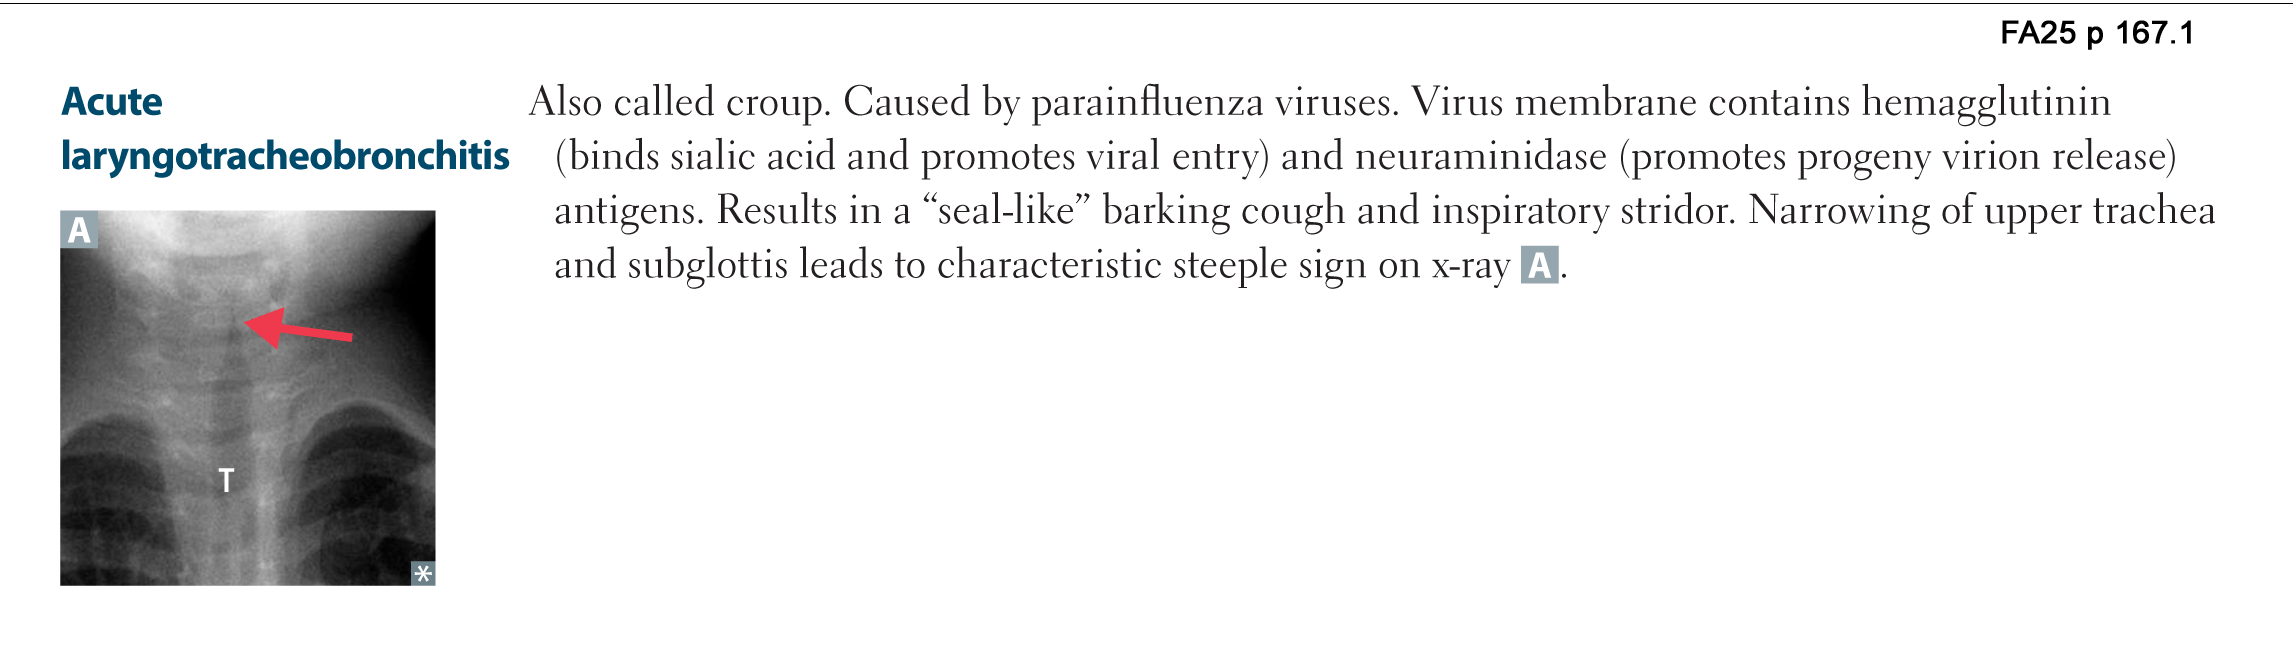 FA25 p 167.1
Acute
laryngotracheobronchitis
Also called croup. Caused by parainfluenza viruses. Virus membrane contains hemagglutinin
(binds sialic acid and promotes viral entry) and neuraminidase (promotes progeny virion release)
antigens. Results in a “seal-like” barking cough and inspiratory stridor. Narrowing of upper trachea
and subglottis leads to characteristic steeple sign on x-ray A.
A
T
*